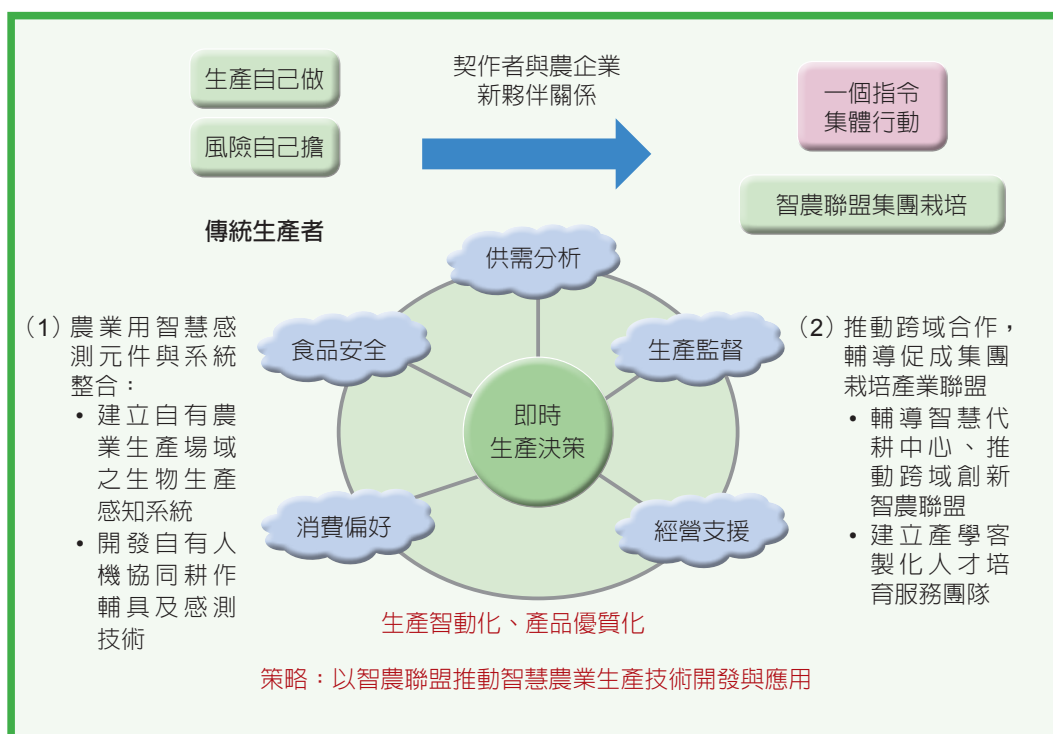 生產自己做
風險自己擔
傳統生產者
契作者與農企業
新夥伴關係
一個指令
集體行動
智農聯盟集團栽培
供需分析
食品安全
生產監督
即時
生產決策
消費偏好
經營支援
（1）農業用智慧感
測元件與系統
整合：
• 建立自有農
業生產場域
之生物生產
感知系統
• 開發自有人
機協同耕作
輔具及感測
技術
（2）推動跨域合作，
輔導促成集團
栽培產業聯盟
• 輔導智慧代
耕中心、推
動跨域創新
智農聯盟
• 建立產學客
製化人才培
育服務團隊
生產智動化、產品優質化
策略：以智農聯盟推動智慧農業生產技術開發與應用